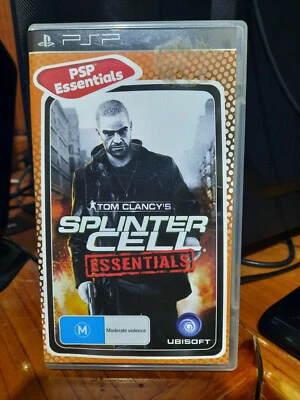 PSP
PSP
Essentials
TOM CLANCY'S
SPLINTER
CELL
ESSENTIALS
M
Moderate violence
UBISOFT